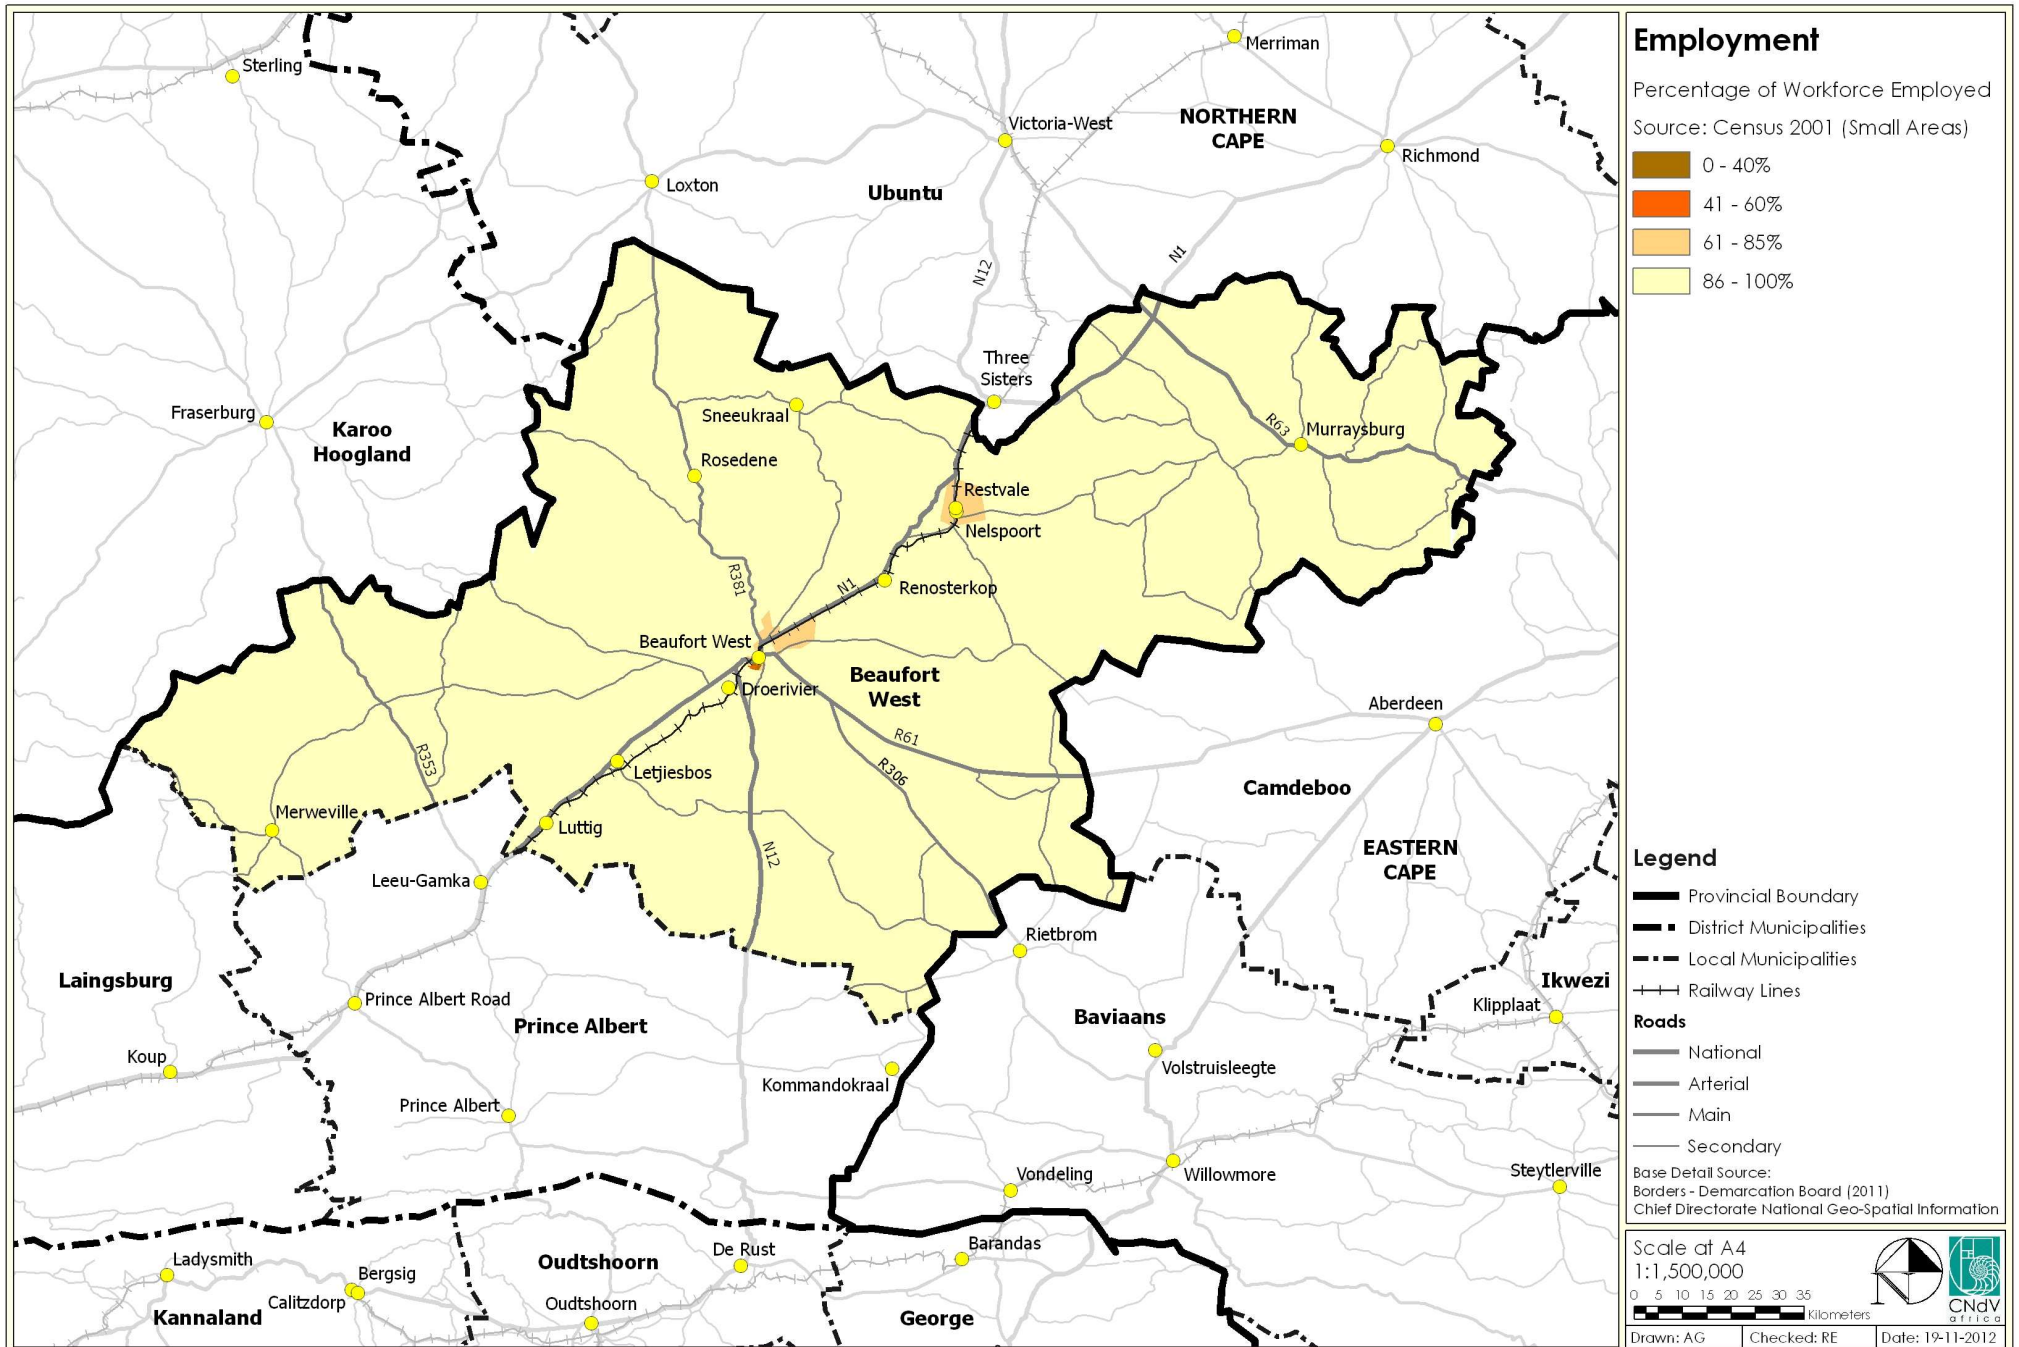 Sterling
Merriman
Victoria-West
NORTHERN
CAPE
Richmond
Loxton
Ubuntu
N12
N1
Three
Sisters
Fraserburg
Karoo
Hoogland
Sneeukraal
Rosedene
R63
Murraysburg
Restvale
Nelspoort
R381
N1
Renosterkop
Beaufort West
Droerivier
Beaufort
West
Aberdeen
R353
R61
R306
Letjiesbos
Camdeboo
Merweville
Luttig
N12
EASTERN
CAPE
Leeu-Gamka
Rietbrom
Laingsburg
Ikwezi
Prince Albert Road
Prince Albert
Baviaans
Klipplaat
Koup
Kommandokraal
Volstruisleegte
Prince Albert
Vondeling
Willowmore
Steytlerville
Ladysmith
Bergsig
Calitzdorp
Kannaland
Oudtshoorn
De Rust
Oudtshoorn
Barandas
George
Employment
Percentage of Workforce Employed
Source: Census 2001 (Small Areas)
0 - 40%
41 - 60%
61 - 85%
86 - 100%
Legend
Provincial Boundary
District Municipalities
Local Municipalities
Railway Lines
Roads
National
Arterial
Main
Secondary
Base Detail Source:
Borders - Demarcation Board (2011)
Chief Directorate National Geo-Spatial Information
Scale at A4
1:1,500,000
0 5 10 15 20 25 30 35
Kilometers
CNdV
africa
Drawn: AG
Checked: RE
Date: 19-11-2012